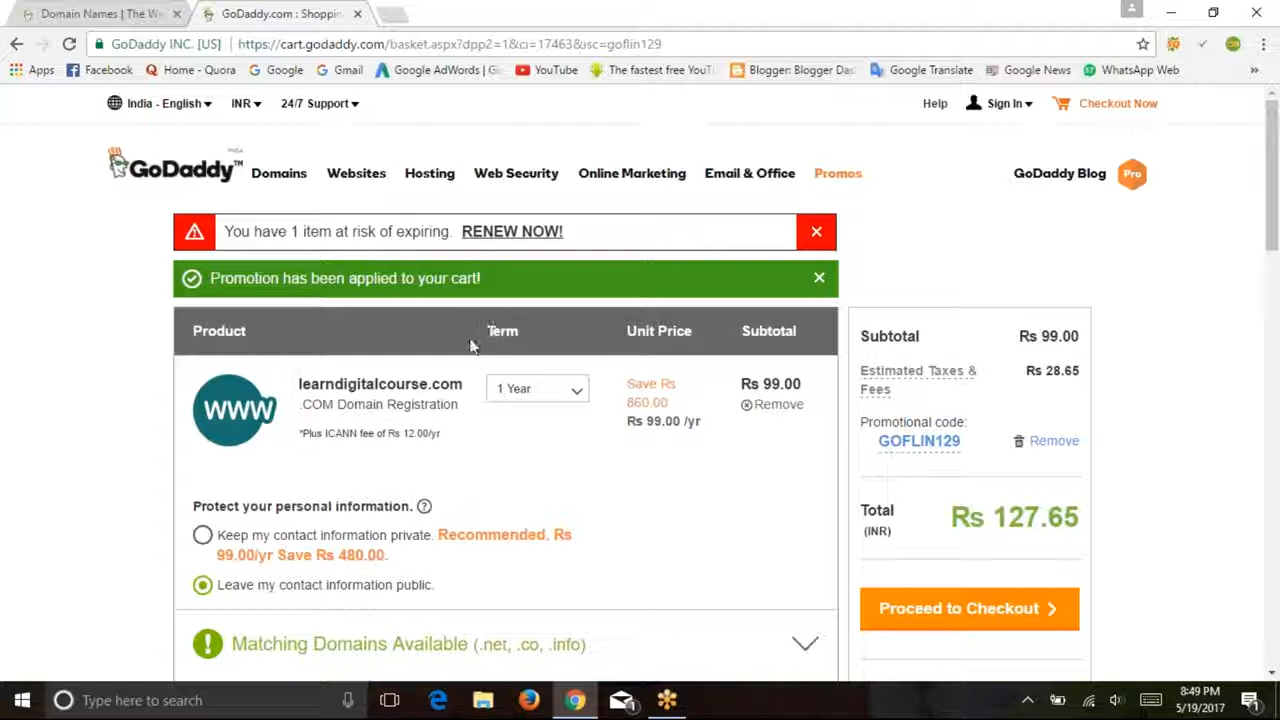 Domain Names | The We
GoDaddy.com : Shoppin
GoDaddy INC. [US] | https://cart.godaddy.com/basket.aspx?dpp2=1&ci=17463&isc=goflin129
Apps Facebook Home - Quora Google Gmail Google AdWords | G YouTube The fastest free YouT Blogger: Blogger Das Google Translate Google News WhatsApp Web »
India - English INR 24/7 Support Help Sign In Checkout Now
GoDaddy™ Domains Websites Hosting Web Security Online Marketing Email & Office Promos GoDaddy Blog Pro
You have 1 item at risk of expiring. RENEW NOW!
Promotion has been applied to your cart!
Product Term Unit Price Subtotal
www
learndigitalcourse.com
.COM Domain Registration
*Plus ICANN fee of Rs 12.00/yr
1 Year
Save Rs
860.00
Rs 99.00 /yr
Rs 99.00
Remove
Protect your personal information. ?
Keep my contact information private. Recommended, Rs
99.00/yr Save Rs 480.00.
Leave my contact information public.
Matching Domains Available (.net, .co, .info)
Subtotal Rs 99.00
Estimated Taxes & Rs 28.65
Fees
Promotional code:
GOFLIN129 Remove
Total Rs 127.65
(INR)
Proceed to Checkout
Type here to search
8:49 PM
5/19/2017